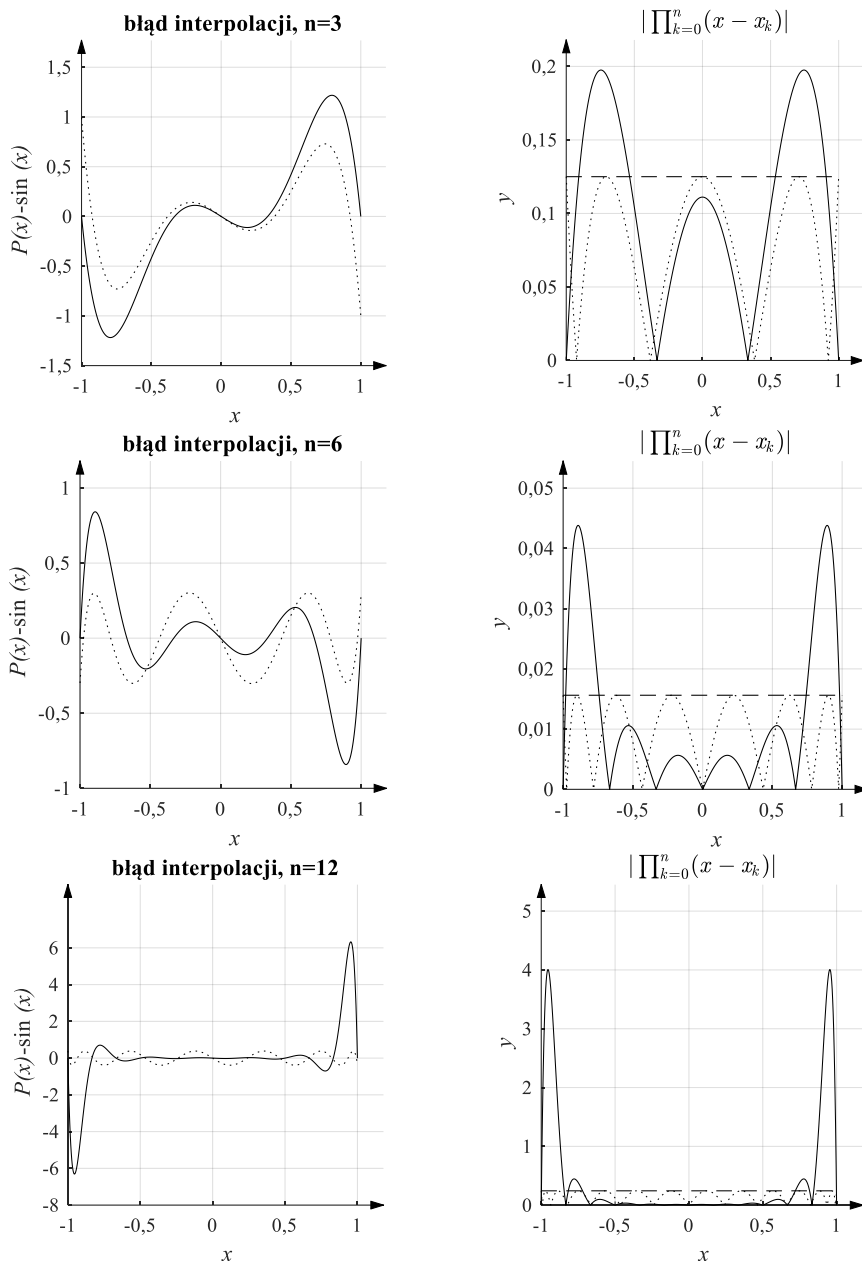 błąd interpolacji, n=3
P(x)-sin (x)
1,5
1
0,5
0
-0,5
-1
-1,5
-1 -0,5 0 0,5 1
x
|∏ⁿₖ₌₀(x − xₖ)|
y
0,2
0,15
0,1
0,05
0
-1 -0,5 0 0,5 1
x
błąd interpolacji, n=6
P(x)-sin (x)
1
0,5
0
-0,5
-1
-1 -0,5 0 0,5 1
x
|∏ⁿₖ₌₀(x − xₖ)|
y
0,05
0,04
0,03
0,02
0,01
0
-1 -0,5 0 0,5 1
x
błąd interpolacji, n=12
P(x)-sin (x)
6
4
2
0
-2
-4
-6
-8
-1 -0,5 0 0,5 1
x
|∏ⁿₖ₌₀(x − xₖ)|
y
5
4
3
2
1
0
-1 -0,5 0 0,5 1
x